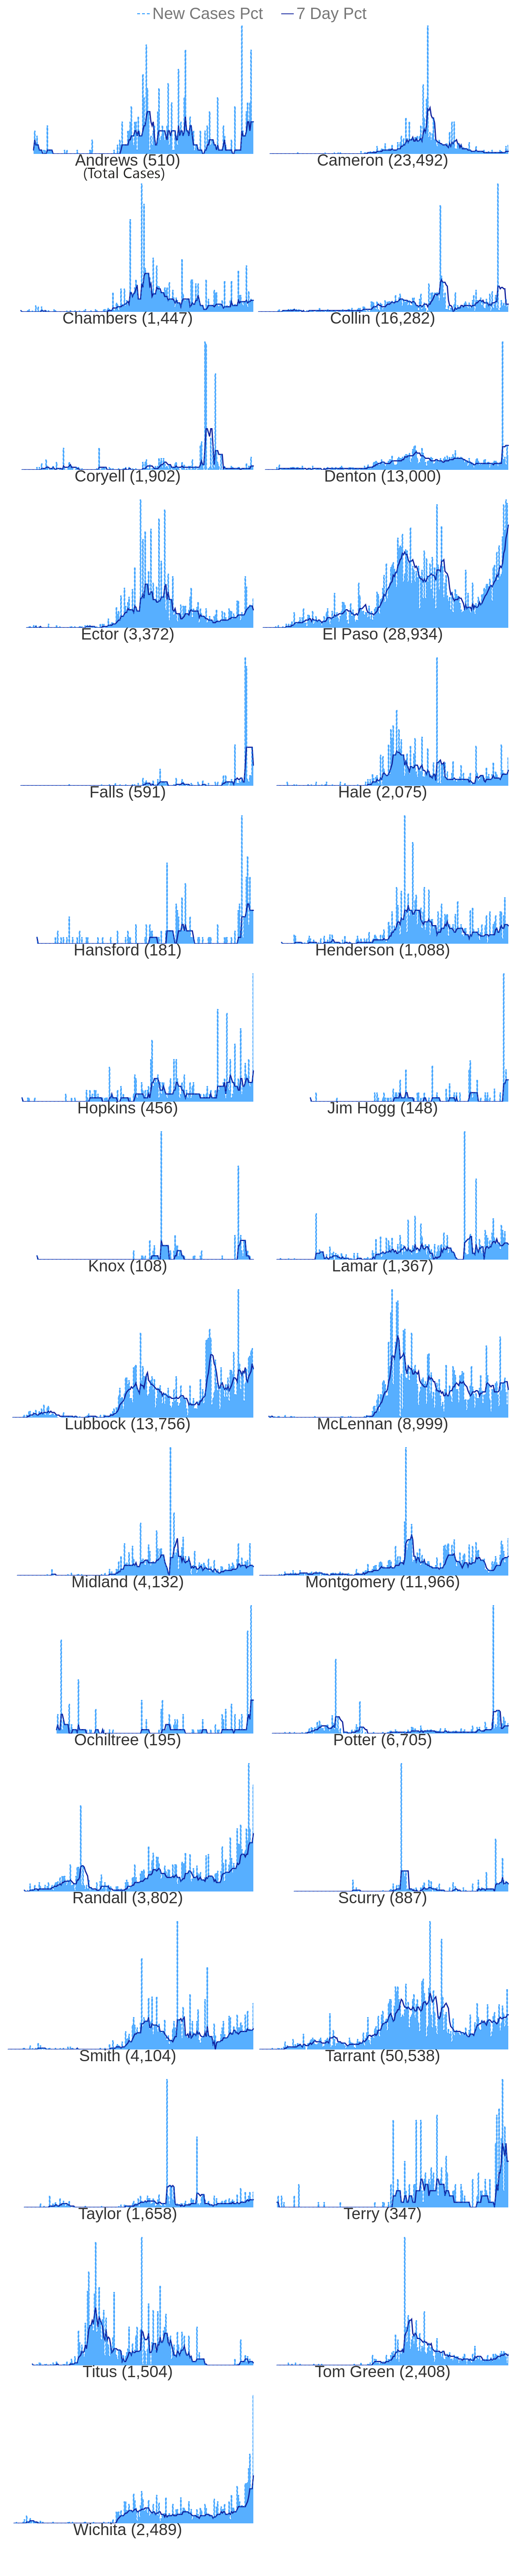 New Cases Pct 7 Day Pct
Andrews (510) Cameron (23,492)
(Total Cases)
Chambers (1,447) Collin (16,282)
Coryell (1,902) Denton (13,000)
Ector (3,372) El Paso (28,934)
Falls (591) Hale (2,075)
Hansford (181) Henderson (1,088)
Hopkins (456) Jim Hogg (148)
Knox (108) Lamar (1,367)
Lubbock (13,756) McLennan (8,999)
Midland (4,132) Montgomery (11,966)
Ochiltree (195) Potter (6,705)
Randall (3,802) Scurry (887)
Smith (4,104) Tarrant (50,538)
Taylor (1,658) Terry (347)
Titus (1,504) Tom Green (2,408)
Wichita (2,489)